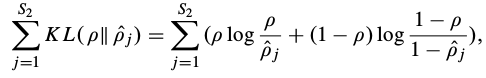 \sum_{j=1}^{S_2} KL(\rho \| \hat{\rho}_j) = \sum_{j=1}^{S_2} (\rho \log \frac{\rho}{\hat{\rho}_j} + (1 - \rho) \log \frac{1 - \rho}{1 - \hat{\rho}_j}),